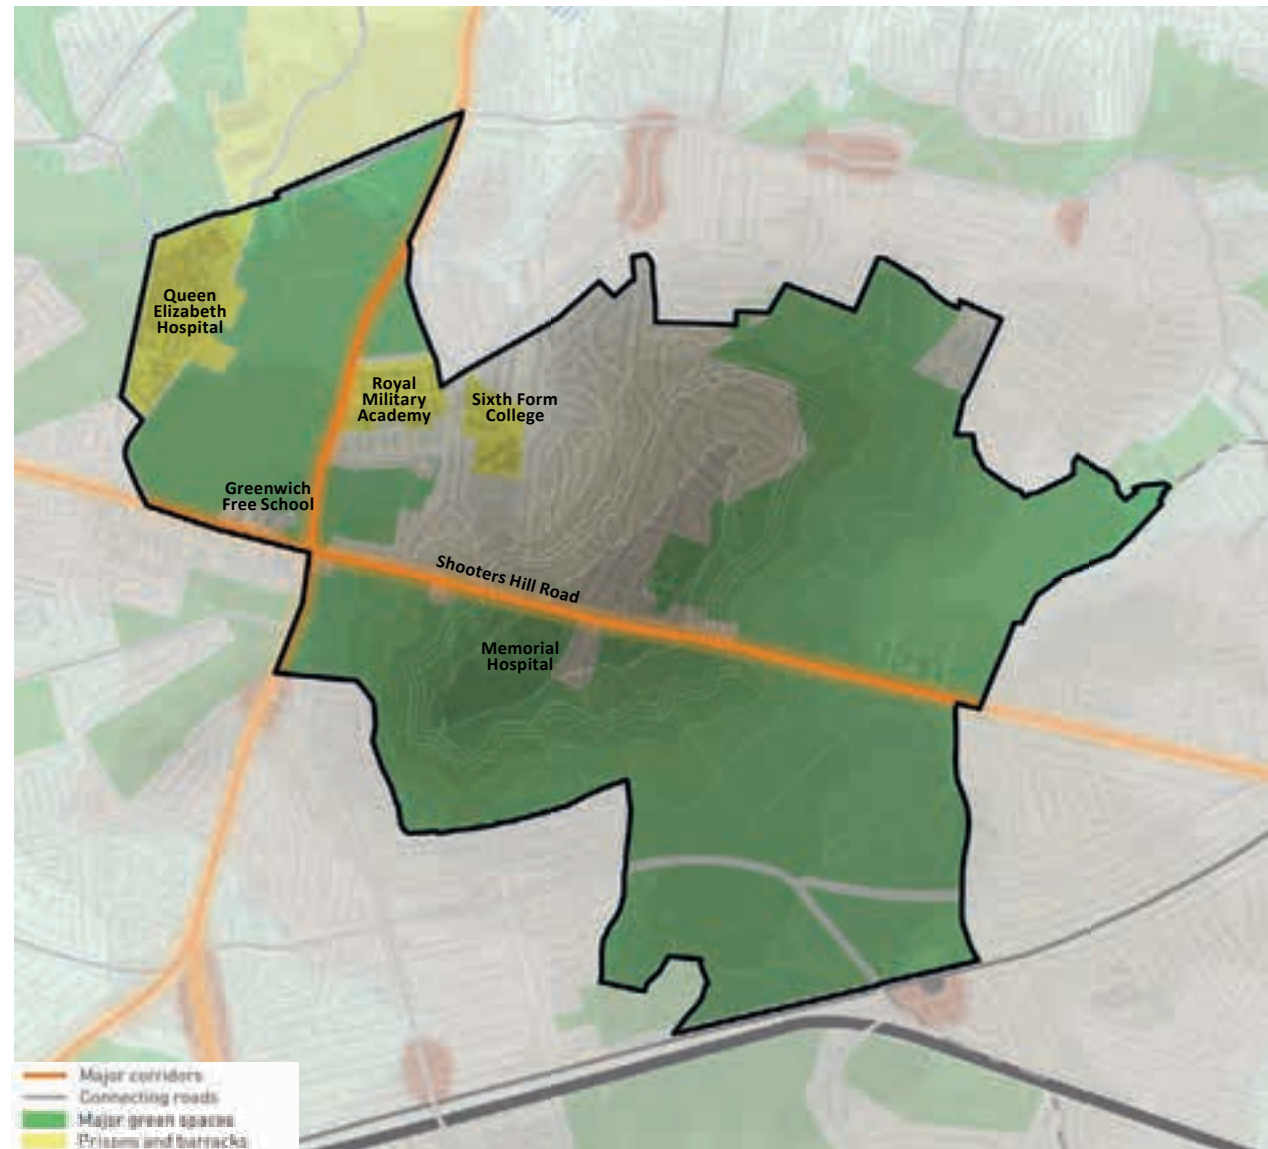 Queen
Elizabeth
Hospital
Royal
Military
Academy
Sixth Form
College
Greenwich
Free School
Shooters Hill Road
Memorial
Hospital
Major corridors
Connecting roads
Major green spaces
Prisons and barracks